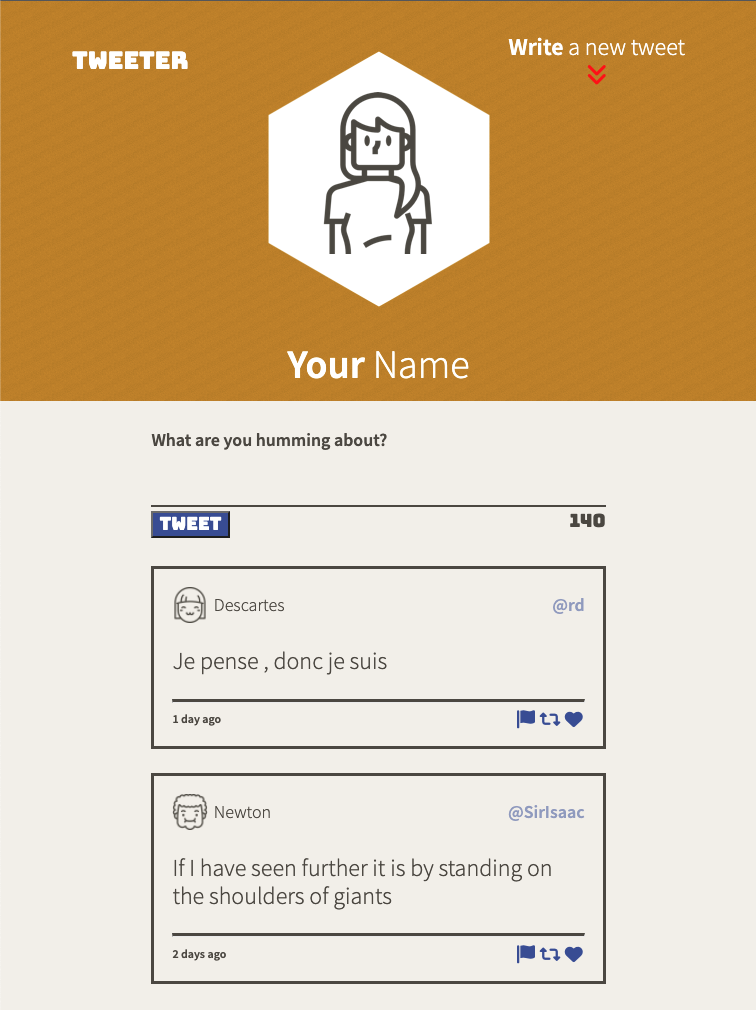 TWEETER
Write a new tweet
Your Name
What are you humming about?
TWEET
140
Descartes
@rd
Je pense , donc je suis
1 day ago
Newton
@SirIsaac
If I have seen further it is by standing on
the shoulders of giants
2 days ago